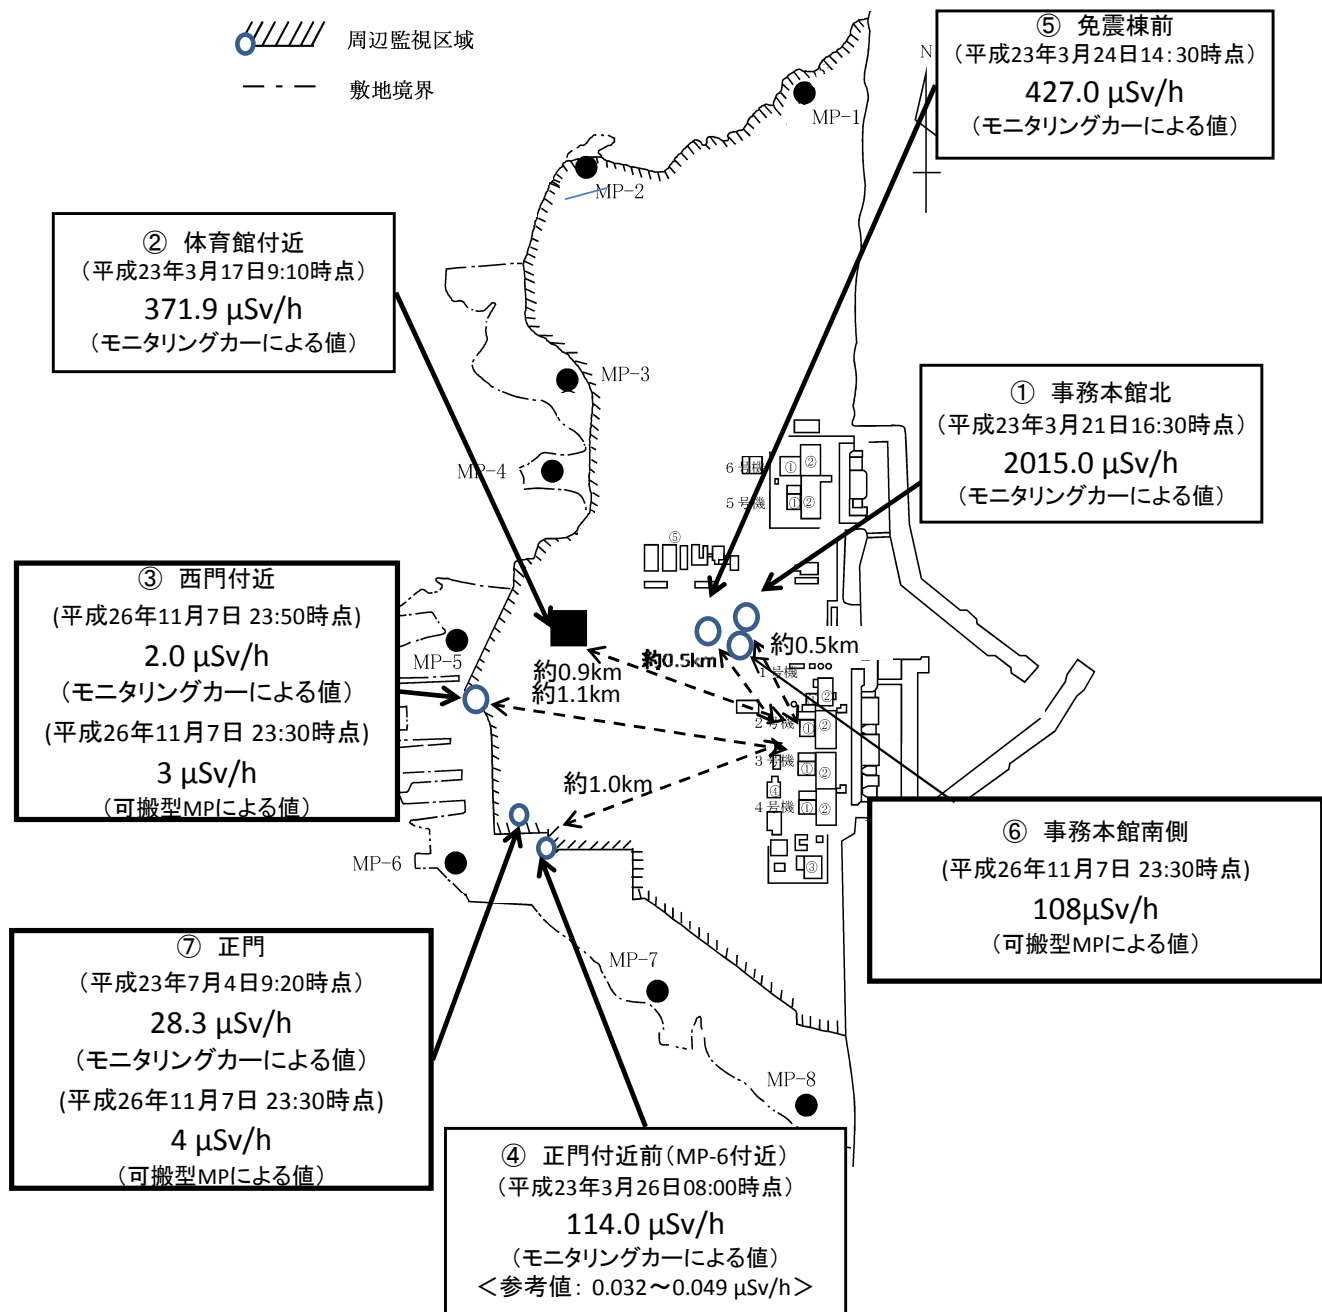 周辺監視区域
敷地境界
⑤ 免震棟前
（平成23年3月24日14:30時点）
427.0 μSv/h
（モニタリングカーによる値）
N
MP-1
MP-2
② 体育館付近
（平成23年3月17日9:10時点）
371.9 μSv/h
（モニタリングカーによる値）
MP-3
① 事務本館北
（平成23年3月21日16:30時点）
2015.0 μSv/h
（モニタリングカーによる値）
MP-4
6号機
① ②
5号機
① ②
⑤
③ 西門付近
(平成26年11月7日 23:50時点)
2.0 μSv/h
（モニタリングカーによる値）
(平成26年11月7日 23:30時点)
3 μSv/h
（可搬型MPによる値）
MP-5
約0.9km
約1.1km
約0.5km
約0.5km
1号機
②
2号機
① ②
3号機
① ②
④
4号機
① ②
③
約1.0km
MP-6
⑥ 事務本館南側
(平成26年11月7日 23:30時点)
108μSv/h
（可搬型MPによる値）
⑦ 正門
（平成23年7月4日9:20時点）
28.3 μSv/h
（モニタリングカーによる値）
(平成26年11月7日 23:30時点)
4 μSv/h
（可搬型MPによる値）
MP-7
MP-8
④ 正門付近前（MP-6付近）
（平成23年3月26日08:00時点）
114.0 μSv/h
（モニタリングカーによる値）
＜参考値: 0.032～0.049 μSv/h＞